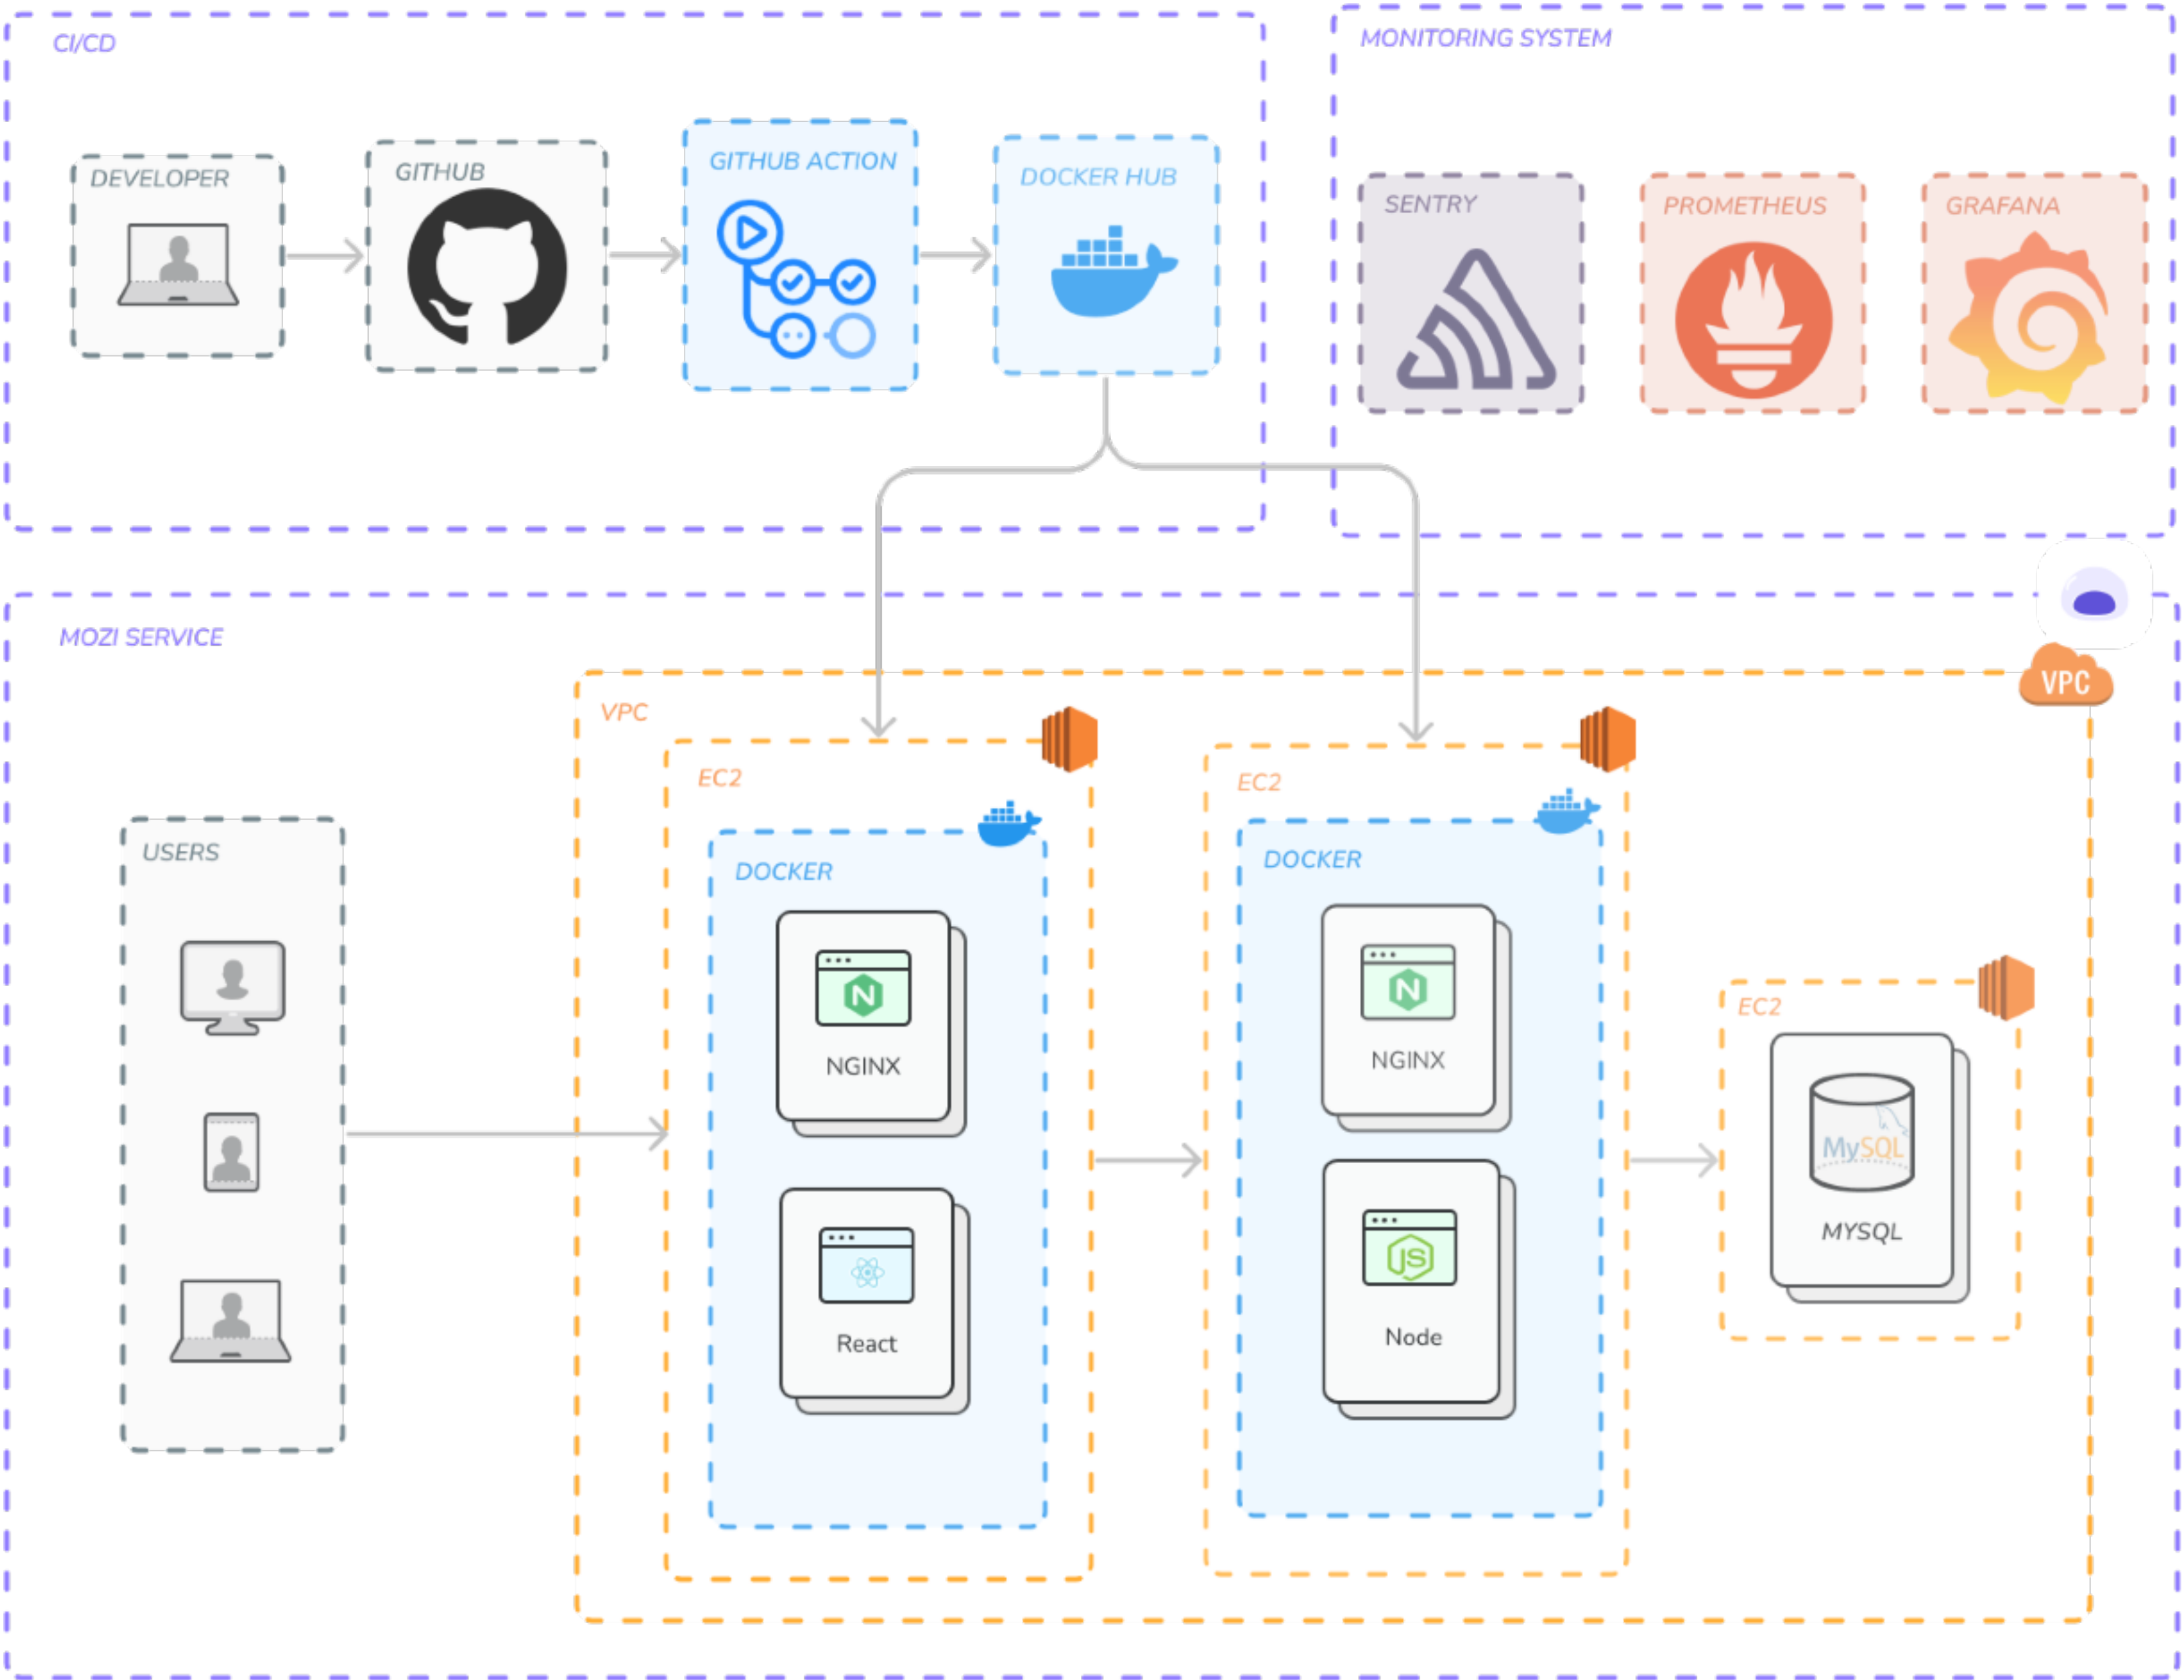 CI/CD
DEVELOPER
GITHUB
GITHUB ACTION
DOCKER HUB
MONITORING SYSTEM
SENTRY
PROMETHEUS
GRAFANA
MOZI SERVICE
VPC
VPC
USERS
EC2
DOCKER
N
NGINX
React
EC2
DOCKER
N
NGINX
JS
Node
EC2
MySQL
MYSQL